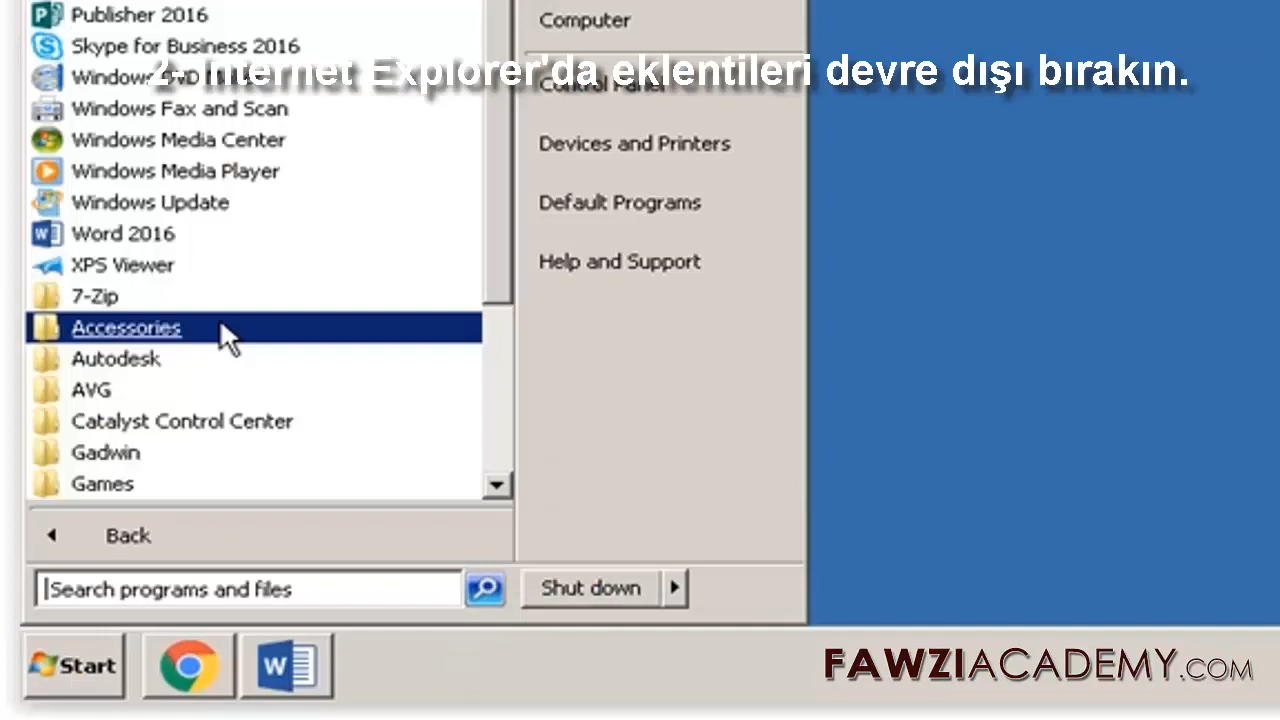 Publisher 2016
Skype for Business 2016
2- Internet Explorer'da eklentileri devre dışı bırakın.
Windows Fax and Scan
Windows Media Center
Windows Media Player
Windows Update
Word 2016
XPS Viewer
7-Zip
Accessories
Autodesk
AVG
Catalyst Control Center
Gadwin
Games
Back
Search programs and files
Computer
Control Panel
Devices and Printers
Default Programs
Help and Support
Shut down
Start
FAWZIACADEMY.COM